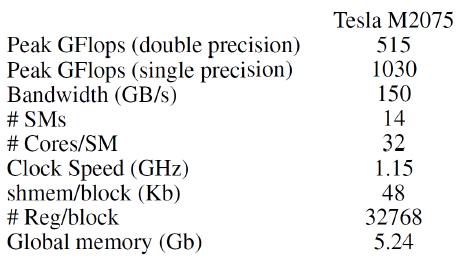 Tesla M2075
Peak GFlops (double precision) 515
Peak GFlops (single precision) 1030
Bandwidth (GB/s) 150
# SMs 14
# Cores/SM 32
Clock Speed (GHz) 1.15
shmem/block (Kb) 48
# Reg/block 32768
Global memory (Gb) 5.24